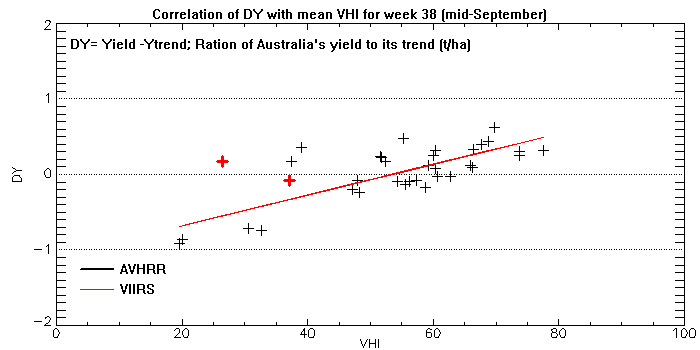 Correlation of DY with mean VHI for week 38 (mid-September)
DY= Yield -Ytrend; Ration of Australia's yield to its trend (t/ha)
2
1
0
−1
−2
DY
AVHRR
VIIRS
0 20 40 60 80 100
VHI